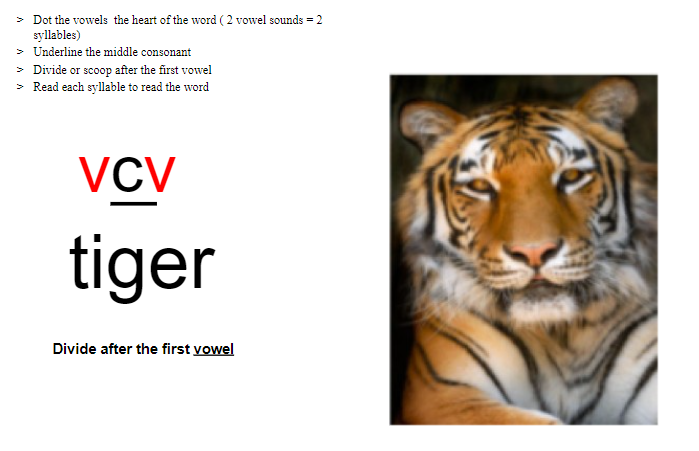 > Dot the vowels  the heart of the word ( 2 vowel sounds = 2
syllables)
> Underline the middle consonant
> Divide or scoop after the first vowel
> Read each syllable to read the word
vcv
tiger
Divide after the first vowel